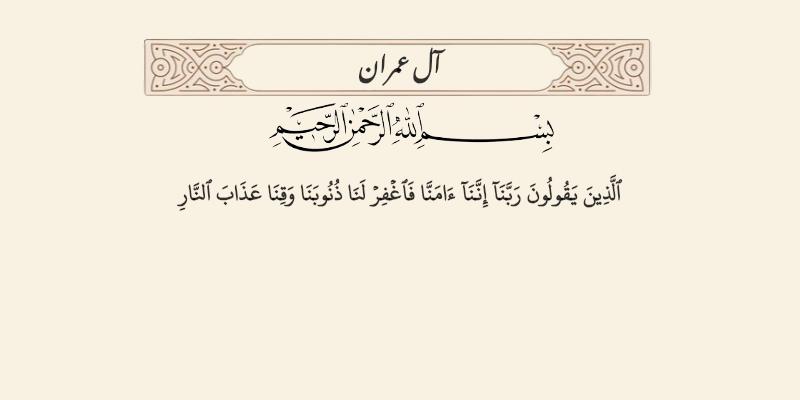 آل عمران
بِسْمِ ٱللَّهِ ٱلرَّحْمَٰنِ ٱلرَّحِيمِ
ٱلَّذِينَ يَقُولُونَ رَبَّنَآ إِنَّنَآ ءَامَنَّا فَٱغْفِرْ لَنَا ذُنُوبَنَا وَقِنَا عَذَابَ ٱلنَّارِ